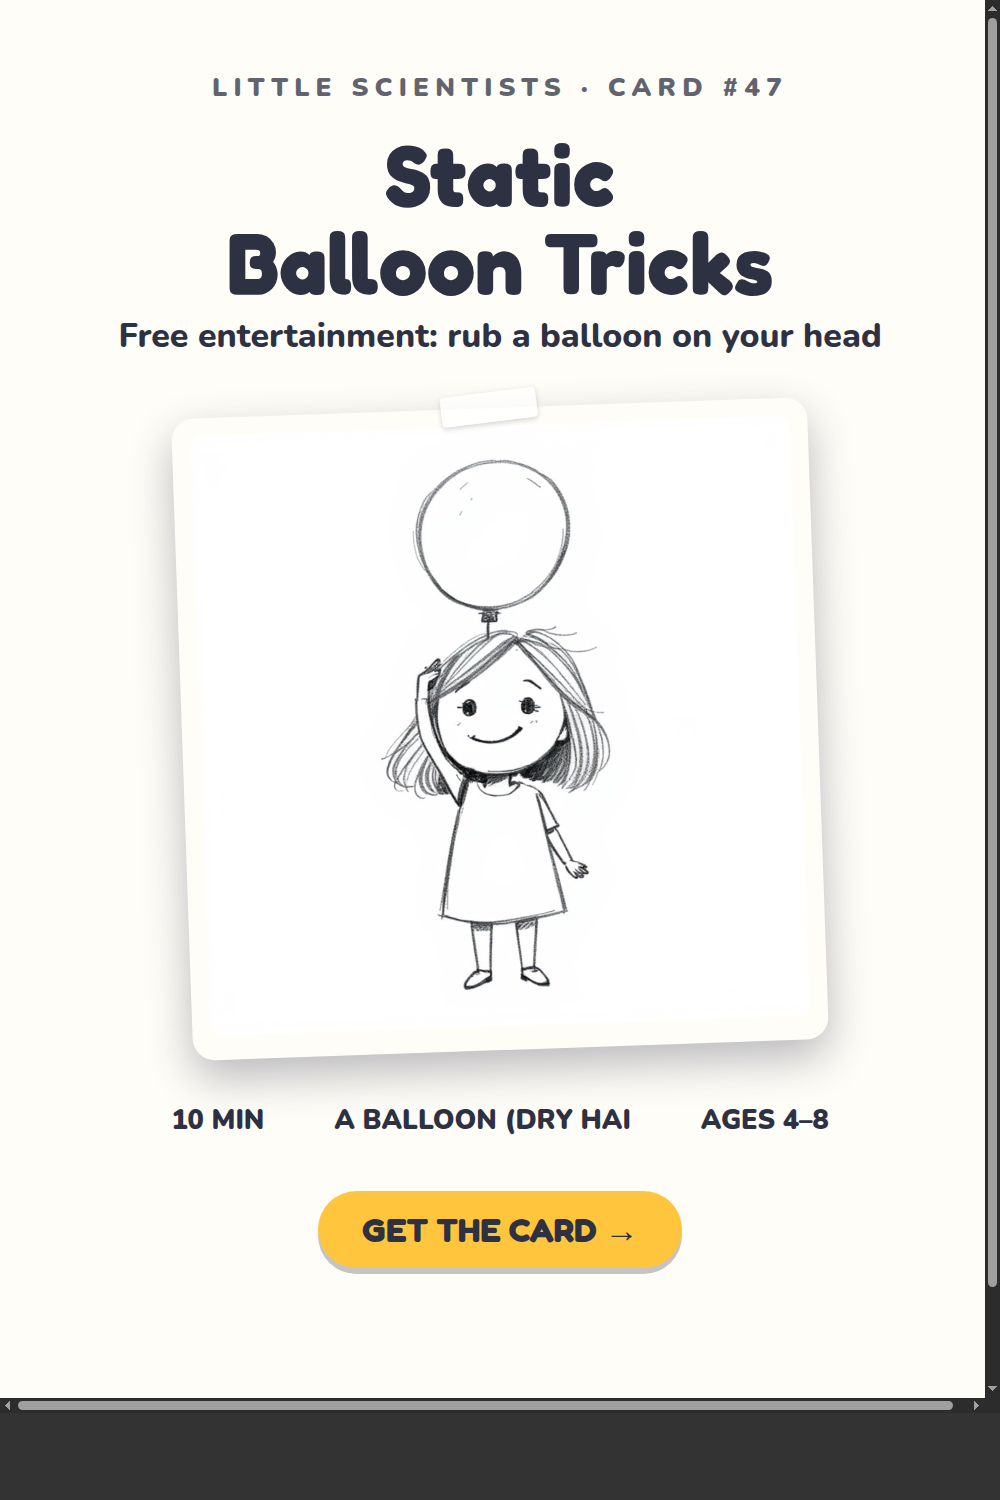 LITTLE SCIENTISTS · CARD #47
Static
Balloon Tricks
Free entertainment: rub a balloon on your head
10 MIN A BALLOON (DRY HAI AGES 4–8
GET THE CARD →